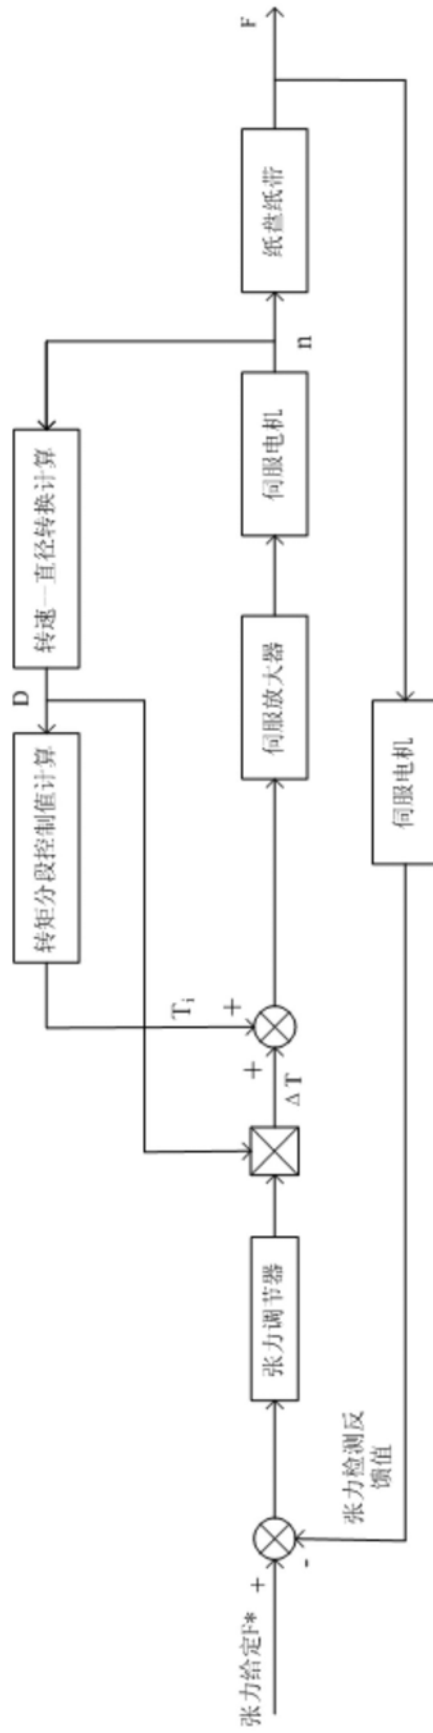 转速—直径转换计算
D
转矩分段控制值计算
Ti
+
张力给定F*
+
-
张力调节器
ΔT
+
伺服放大器
伺服电机
n
纸盘纸带
F
张力检测反
馈值
伺服电机